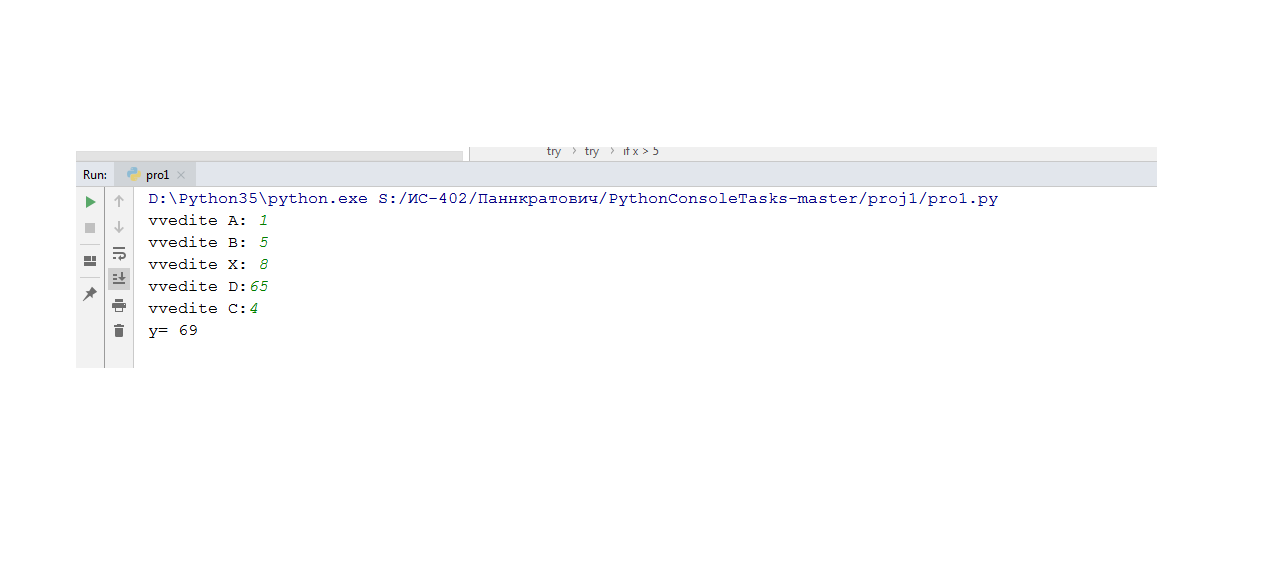 try › try › if x > 5
Run: pro1 ×
D:\Python35\python.exe S:/ИС-402/Паннкратович/PythonConsoleTasks-master/proj1/pro1.py
vvedite A: 1
vvedite B: 5
vvedite X: 8
vvedite D:65
vvedite C:4
y= 69